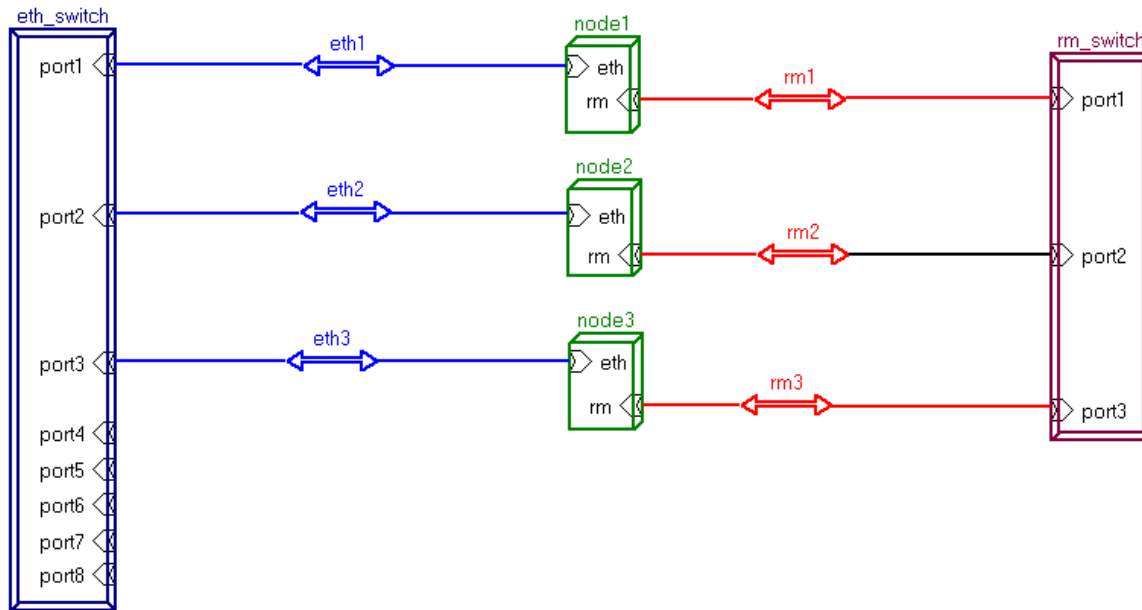 eth_switch
node1
rm_switch
port1
eth1
eth
rm
rm1
port1
node2
port2
eth2
eth
rm
rm2
port2
node3
port3
eth3
eth
rm
rm3
port3
port4
port5
port6
port7
port8